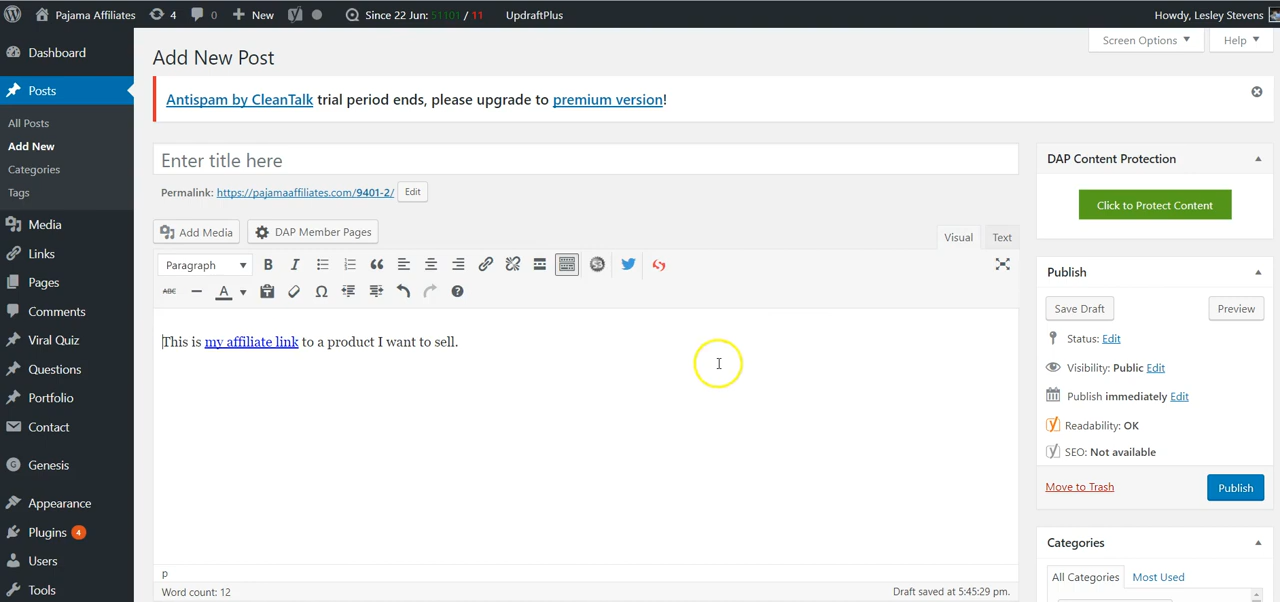 Pajama Affiliates 4 0 New Since 22 Jun: 51101 / 11 UpdraftPlus Howdy, Lesley Stevens
Dashboard
Posts
All Posts
Add New
Categories
Tags
Media
Links
Pages
Comments
Viral Quiz
Questions
Portfolio
Contact
Genesis
Appearance
Plugins 4
Users
Tools
Screen Options Help
Add New Post
Antispam by CleanTalk trial period ends, please upgrade to premium version!
Enter title here
Permalink: https://pajamaaffiliates.com/9401-2/ Edit
Add Media DAP Member Pages
Visual Text
Paragraph B I
ABC A
This is my affiliate link to a product I want to sell.
p
Word count: 12 Draft saved at 5:45:29 pm.
DAP Content Protection
Click to Protect Content
Publish
Save Draft Preview
Status: Edit
Visibility: Public Edit
Publish immediately Edit
Readability: OK
SEO: Not available
Move to Trash Publish
Categories
All Categories Most Used